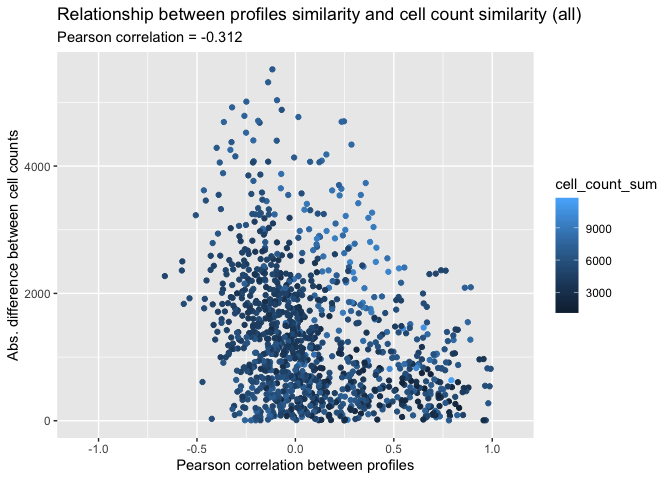 Relationship between profiles similarity and cell count similarity (all)
Pearson correlation = -0.312
Abs. difference between cell counts
4000
2000
0
-1.0 -0.5 0.0 0.5 1.0
Pearson correlation between profiles
cell_count_sum
9000
6000
3000